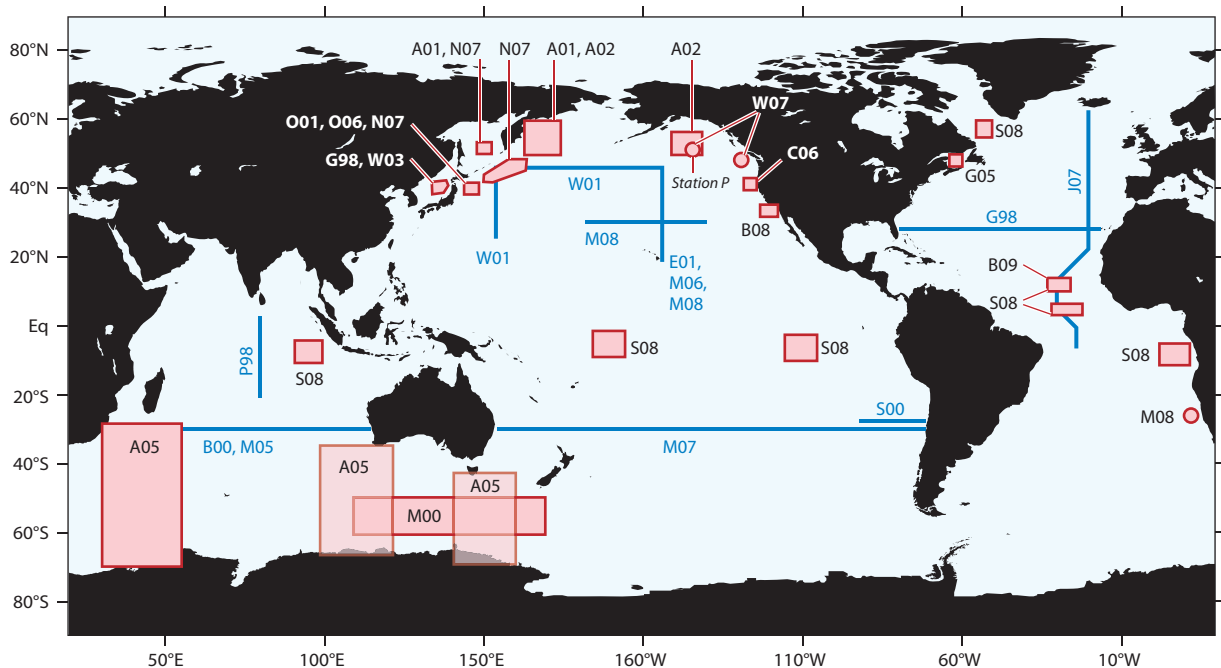 80°N
60°N
40°N
20°N
Eq
20°S
40°S
60°S
80°S
A01, N07
N07
A01, A02
A02
W07
O01, O06, N07
G98, W03
C06
Station P
S08
G05
J07
W01
M08
B08
G98
W01
E01,
M06,
M08
B09
S08
P98
S08
S08
S08
S08
S00
M08
A05
B00, M05
M07
A05
A05
M00
50°E
100°E
150°E
160°W
110°W
60°W
10°W